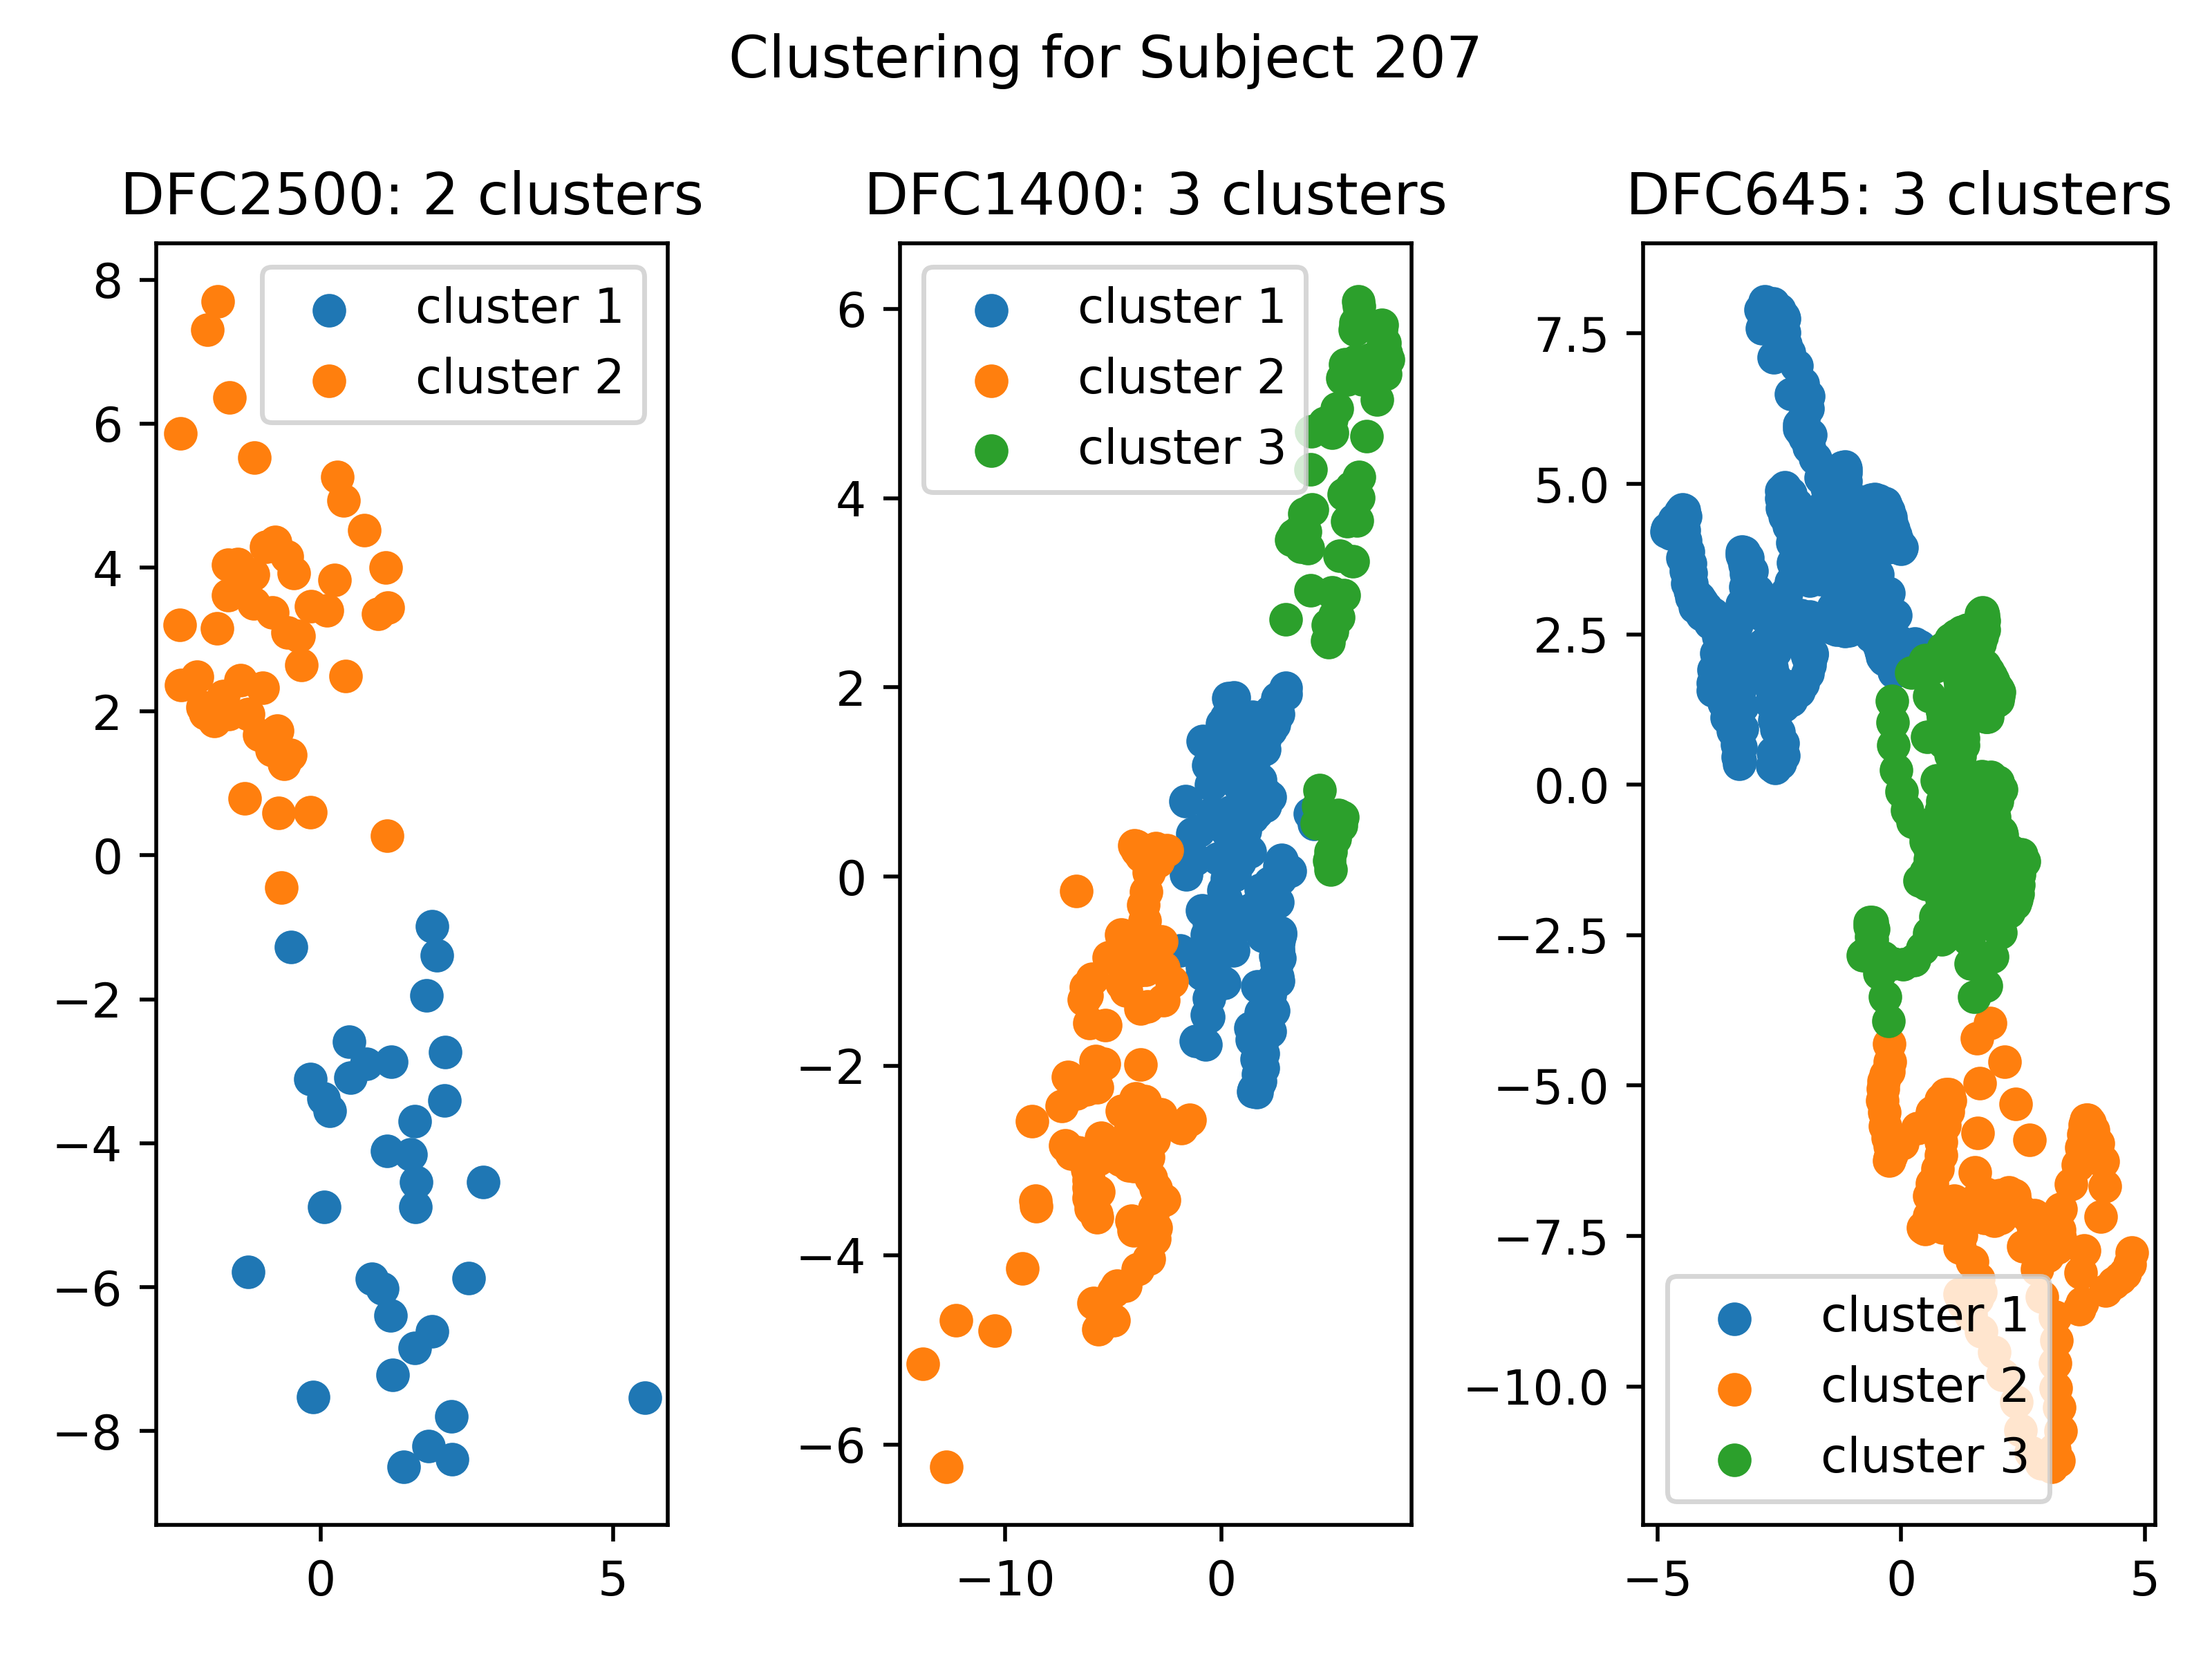 Clustering for Subject 207
DFC2500: 2 clusters
8
6
4
2
0
−2
−4
−6
−8
0
5
cluster 1
cluster 2
DFC1400: 3 clusters
6
4
2
0
−2
−4
−6
−10
0
cluster 1
cluster 2
cluster 3
DFC645: 3 clusters
7.5
5.0
2.5
0.0
−2.5
−5.0
−7.5
−10.0
−5
0
5
cluster 1
cluster 2
cluster 3